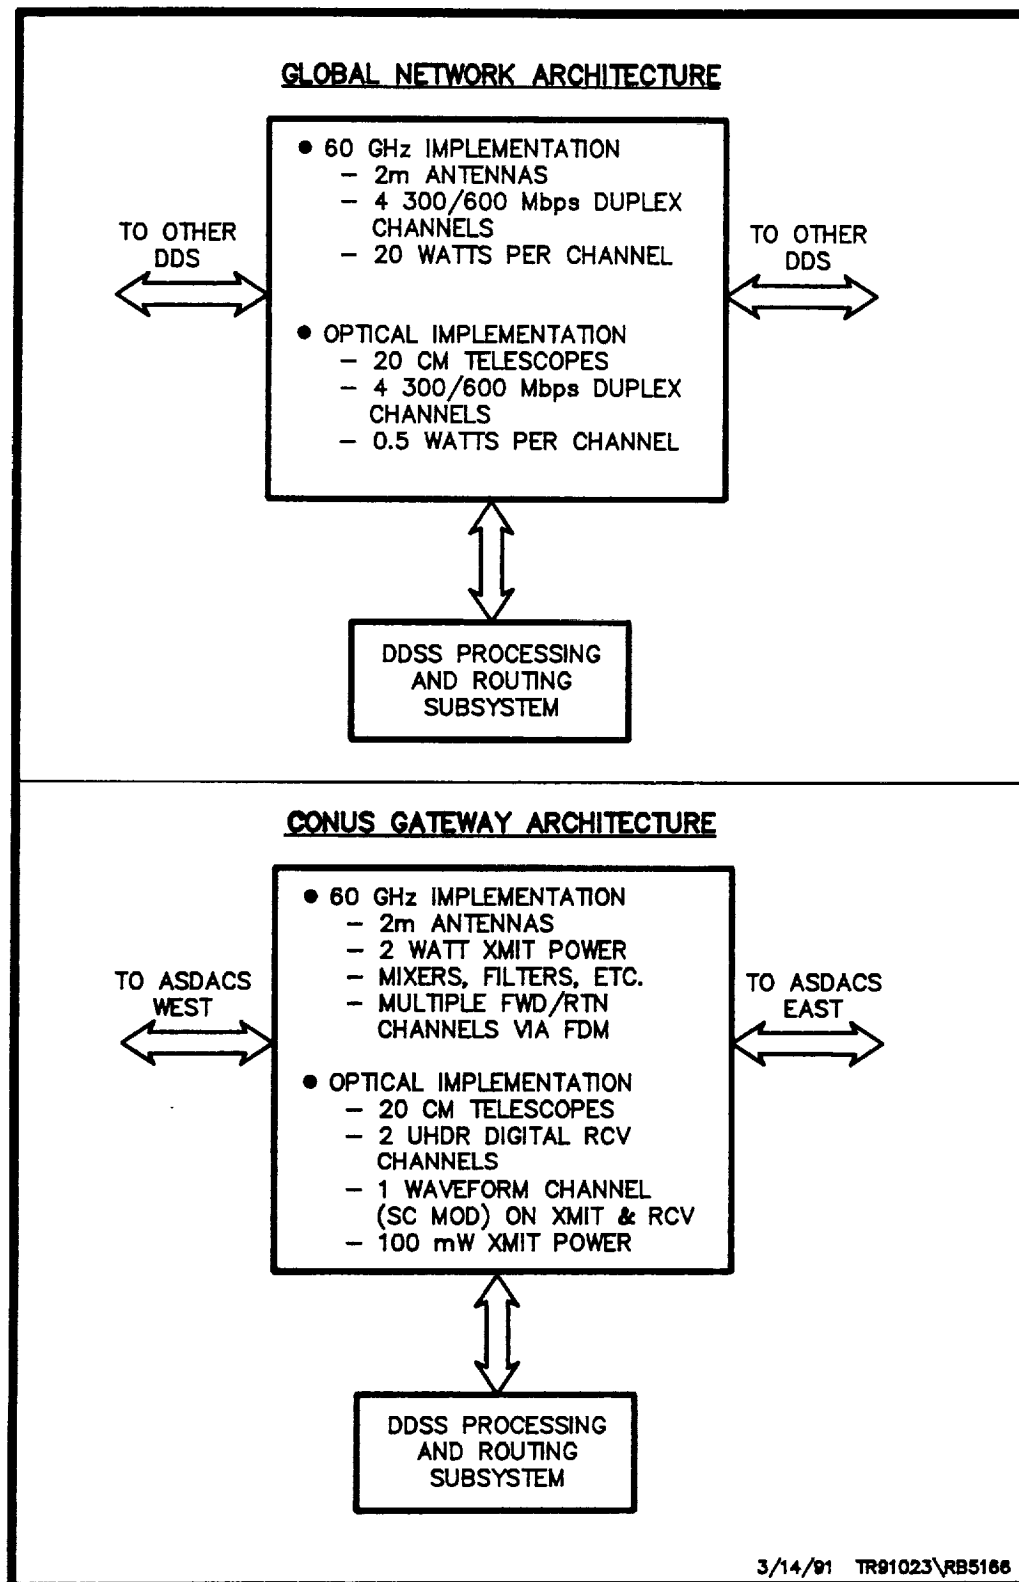 GLOBAL NETWORK ARCHITECTURE
● 60 GHz IMPLEMENTATION
– 2m ANTENNAS
– 4 300/600 Mbps DUPLEX
CHANNELS
– 20 WATTS PER CHANNEL
TO OTHER
DDS
TO OTHER
DDS
● OPTICAL IMPLEMENTATION
– 20 CM TELESCOPES
– 4 300/600 Mbps DUPLEX
CHANNELS
– 0.5 WATTS PER CHANNEL
DDSS PROCESSING
AND ROUTING
SUBSYSTEM
CONUS GATEWAY ARCHITECTURE
● 60 GHz IMPLEMENTATION
– 2m ANTENNAS
– 2 WATT XMIT POWER
– MIXERS, FILTERS, ETC.
– MULTIPLE FWD/RTN
CHANNELS VIA FDM
TO ASDACS
WEST
TO ASDACS
EAST
● OPTICAL IMPLEMENTATION
– 20 CM TELESCOPES
– 2 UHDR DIGITAL RCV
CHANNELS
– 1 WAVEFORM CHANNEL
(SC MOD) ON XMIT & RCV
– 100 mW XMIT POWER
DDSS PROCESSING
AND ROUTING
SUBSYSTEM
3/14/91 TR91023\RB5166